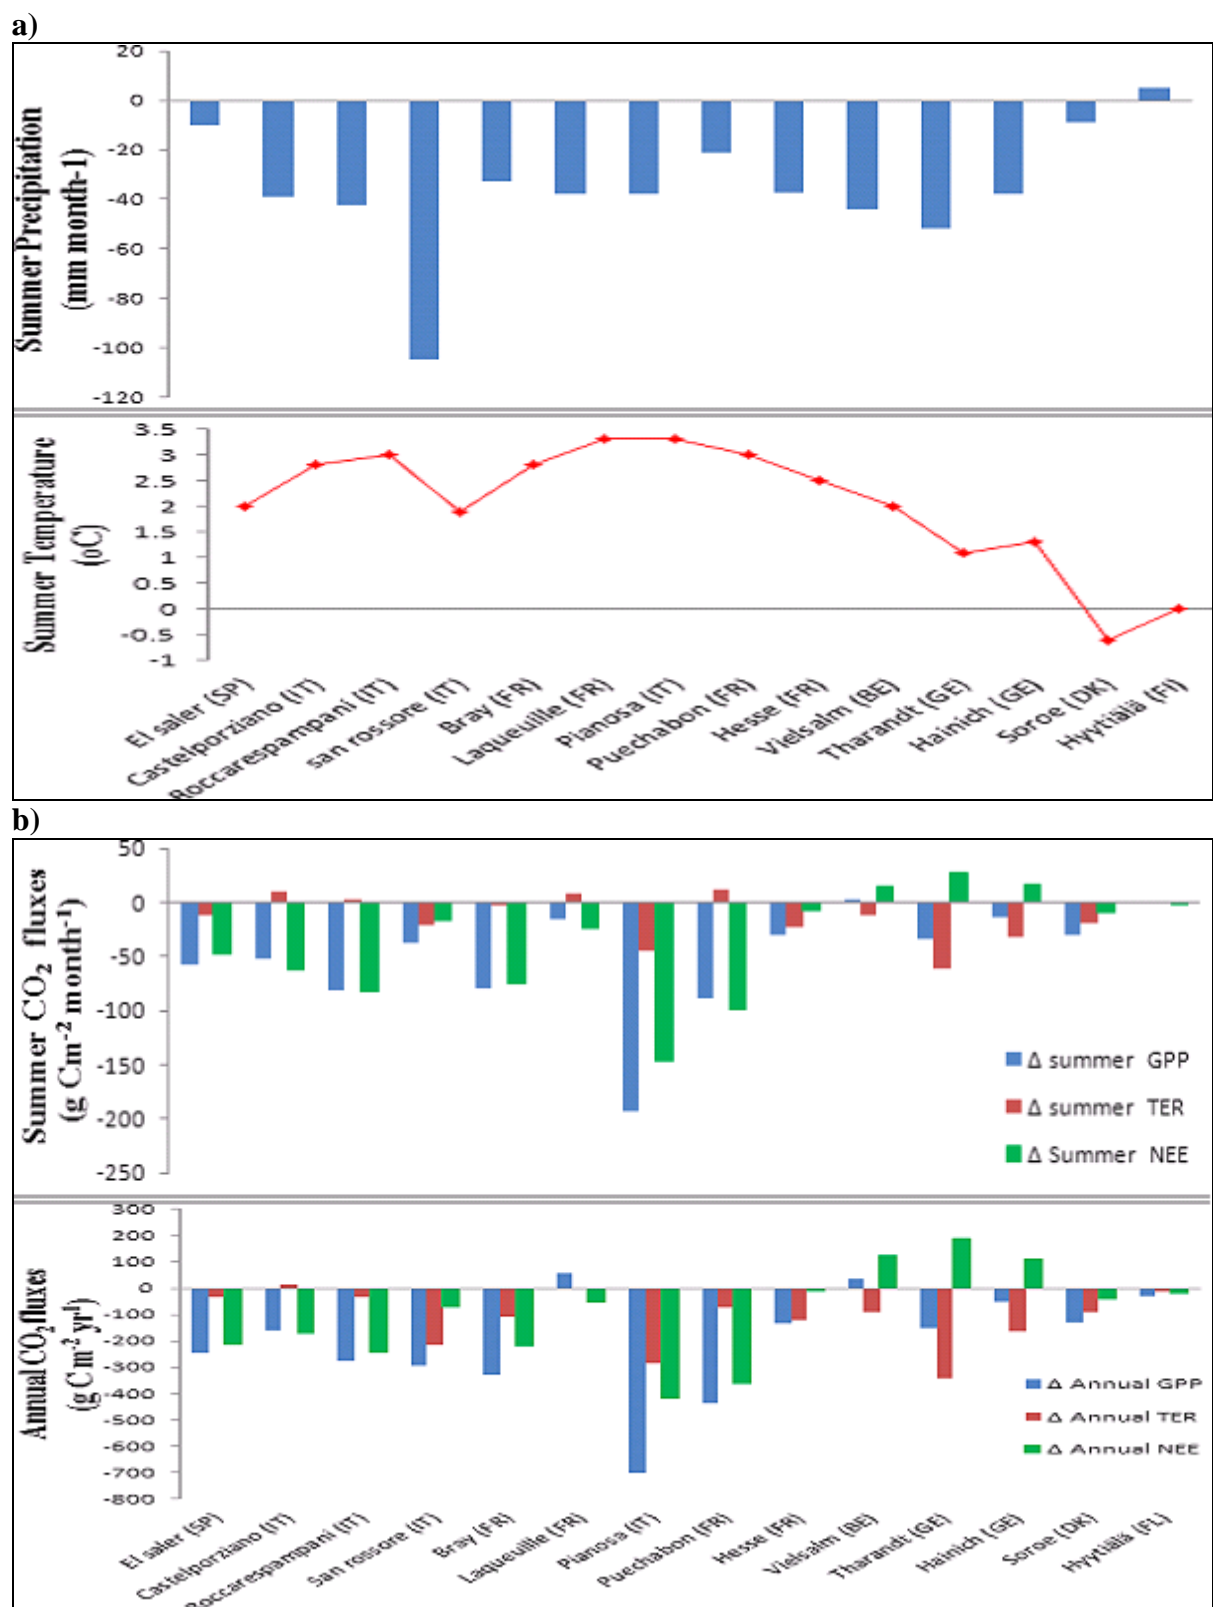 a)
Summer Precipitation
(mm month-1)
20
0
-20
-40
-60
-80
-100
-120
Summer Temperature
(oC)
3.5
3
2.5
2
1.5
1
0.5
0
-0.5
-1
El saler (SP)
Castelporziano (IT)
Roccarespampani (IT)
san rossore (IT)
Bray (FR)
Laqueuille (FR)
Pianosa (IT)
Puechabon (FR)
Hesse (FR)
Vielsalm (BE)
Tharandt (GE)
Hainich (GE)
Soroe (DK)
Hyytiälä (FI)
b)
Summer CO2 fluxes
(g Cm-2 month-1)
50
0
-50
-100
-150
-200
-250
Δ summer GPP
Δ summer TER
Δ Summer NEE
Annual CO2 fluxes
(g C m-2 yr1)
300
200
100
0
-100
-200
-300
-400
-500
-600
-700
-800
Δ Annual GPP
Δ Annual TER
Δ Annual NEE
El saler (SP)
Castelporziano (IT)
Roccarespampani (IT)
San rossore (IT)
Bray (FR)
Laqueuille (FR)
Pianosa (IT)
Puechabon (FR)
Hesse (FR)
Vielsalm (BE)
Tharandt (GE)
Hainich (GE)
Soroe (DK)
Hyytiälä (FL)